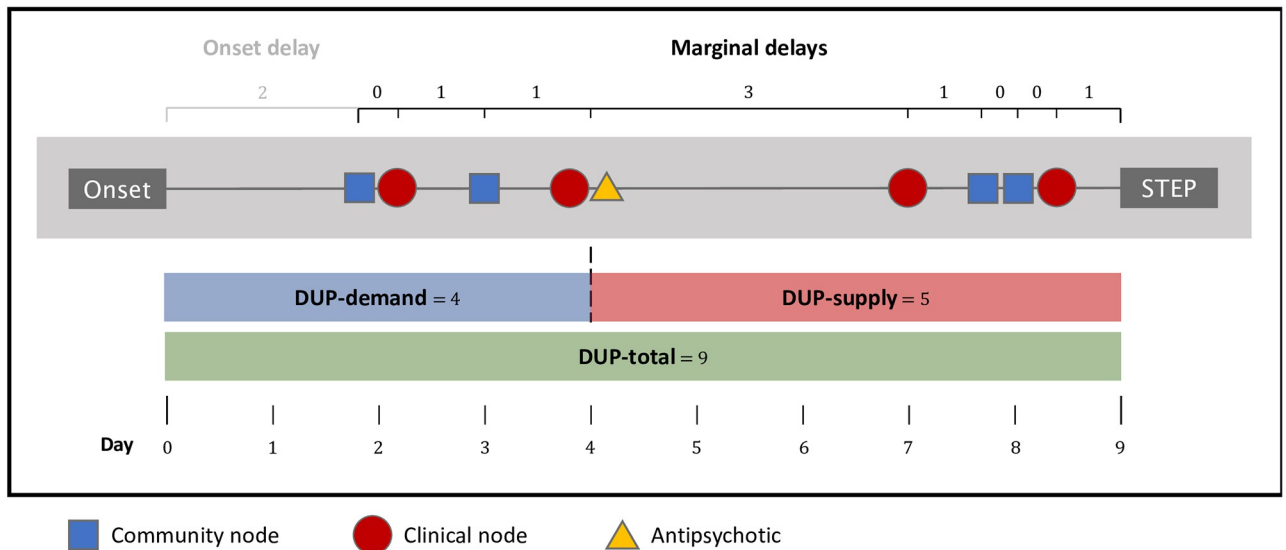 Onset delay
Marginal delays
2 0 1 1 3 1 0 0 1
Onset
STEP
DUP-demand = 4
DUP-supply = 5
DUP-total = 9
Day 0 1 2 3 4 5 6 7 8 9
Community node
Clinical node
Antipsychotic